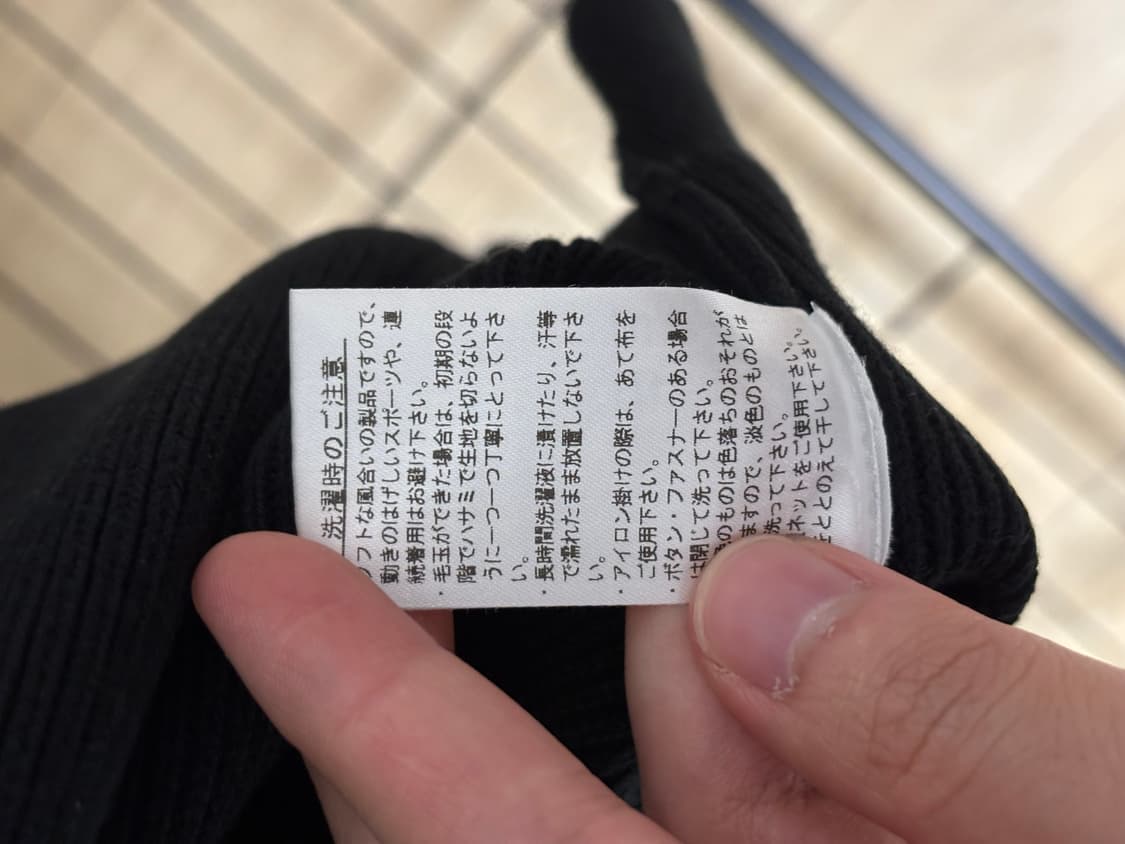 洗濯時のご注意
フトな風合いの製品ですので、
動きのはげしいスポーツや、連
続着用はお避け下さい。
・毛玉ができた場合は、初期の段
階でハサミで生地を切らないよ
うに一つ一つ丁寧にとって下さ
い。
・長時間洗濯液に漬けたり、汗等
で濡れたまま放置しないで下さ
い。
・アイロン掛けの際は、あて布を
ご使用下さい。
・ボタン・ファスナーのある場合
は閉じて洗って下さい。
のものは色落ちのおそれが
ますので、淡色のものとは
洗って下さい。
ネットをご使用下さい。
ととのえて干して下さい。